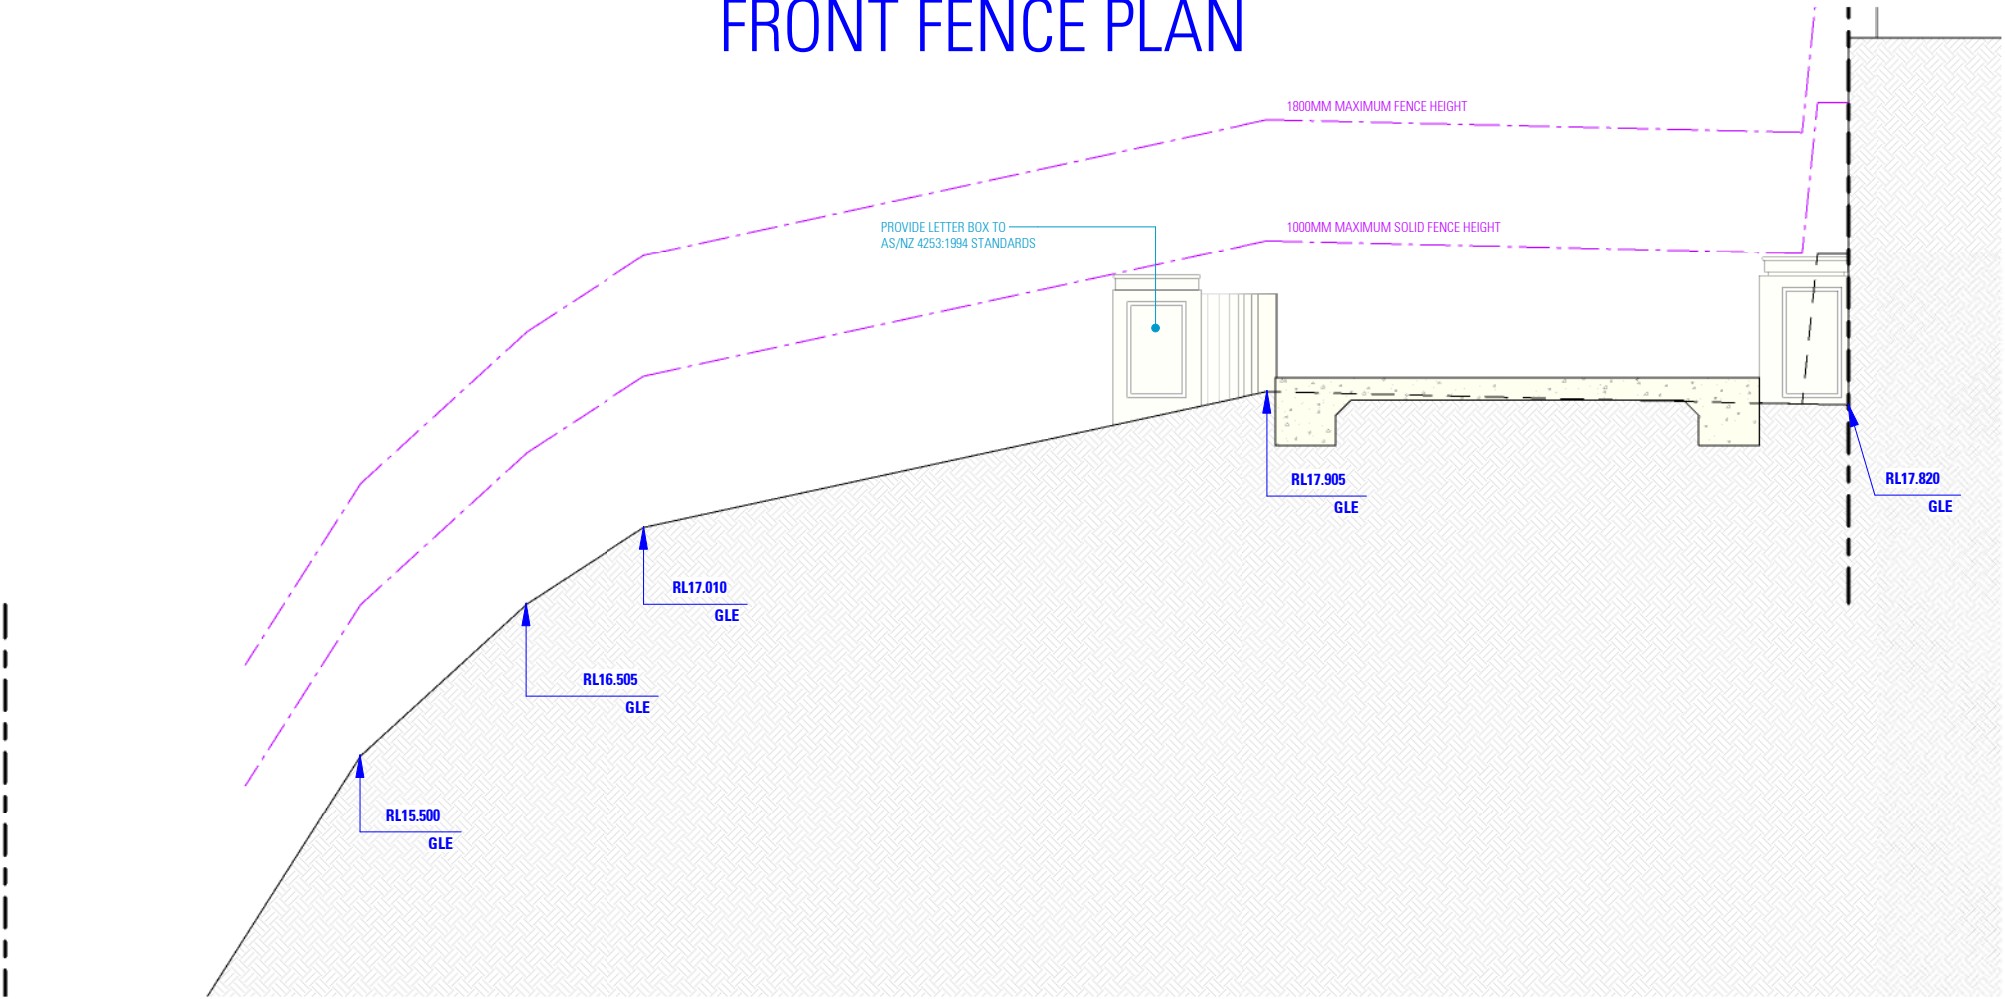 FRONT FENCE PLAN
1800MM MAXIMUM FENCE HEIGHT
PROVIDE LETTER BOX TO
AS/NZ 4253:1994 STANDARDS
1000MM MAXIMUM SOLID FENCE HEIGHT
RL17.905
GLE
RL17.820
GLE
RL17.010
GLE
RL16.505
GLE
RL15.500
GLE